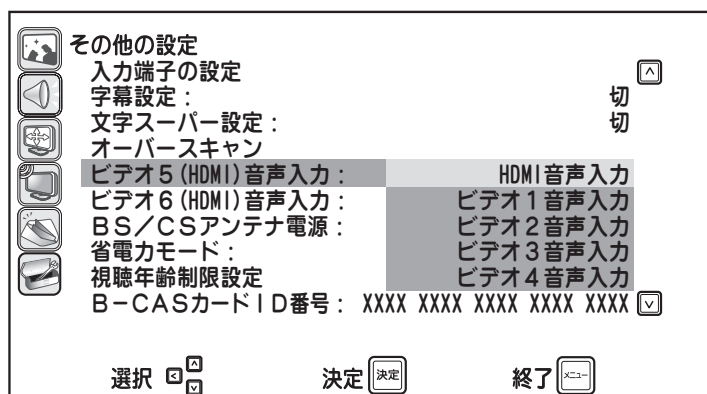 その他の設定
入力端子の設定
字幕設定: 切
文字スーパー設定: 切
オーバースキャン
ビデオ5(HDMI)音声入力: HDMI音声入力
ビデオ6(HDMI)音声入力: ビデオ1音声入力
BS/CSアンテナ電源: ビデオ2音声入力
省電力モード: ビデオ3音声入力
視聴年齢制限設定 ビデオ4音声入力
B-CASカードID番号: XXXX XXXX XXXX XXXX XXXX
選択 決定 決定 終了 メニュー